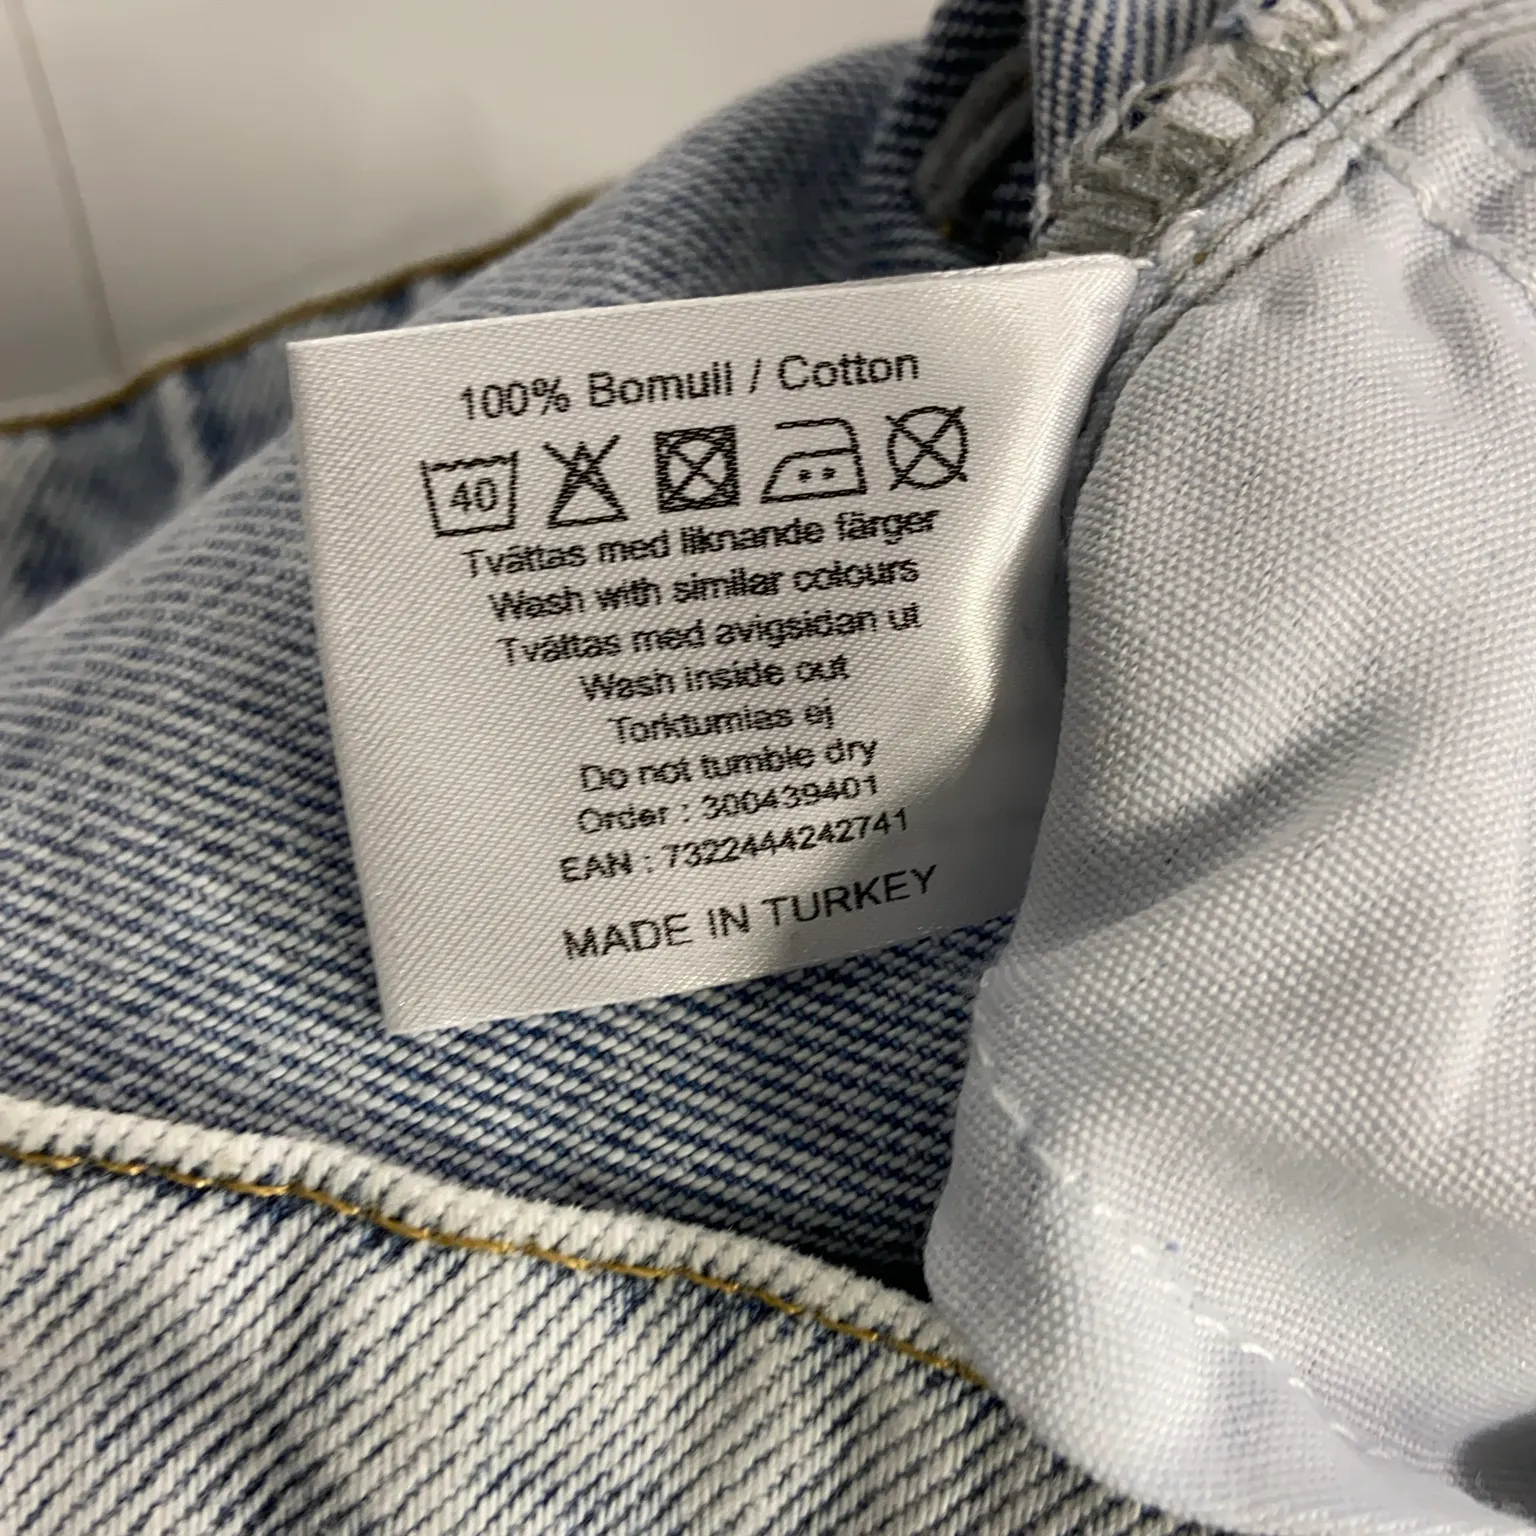 100% Bomull / Cotton
40
Tvättas med liknande färger
Wash with similar colours
Tvättas med avigsidan ut
Wash inside out
Torktumlas ej
Do not tumble dry
Order : 300439401
EAN : 7322444242741
MADE IN TURKEY